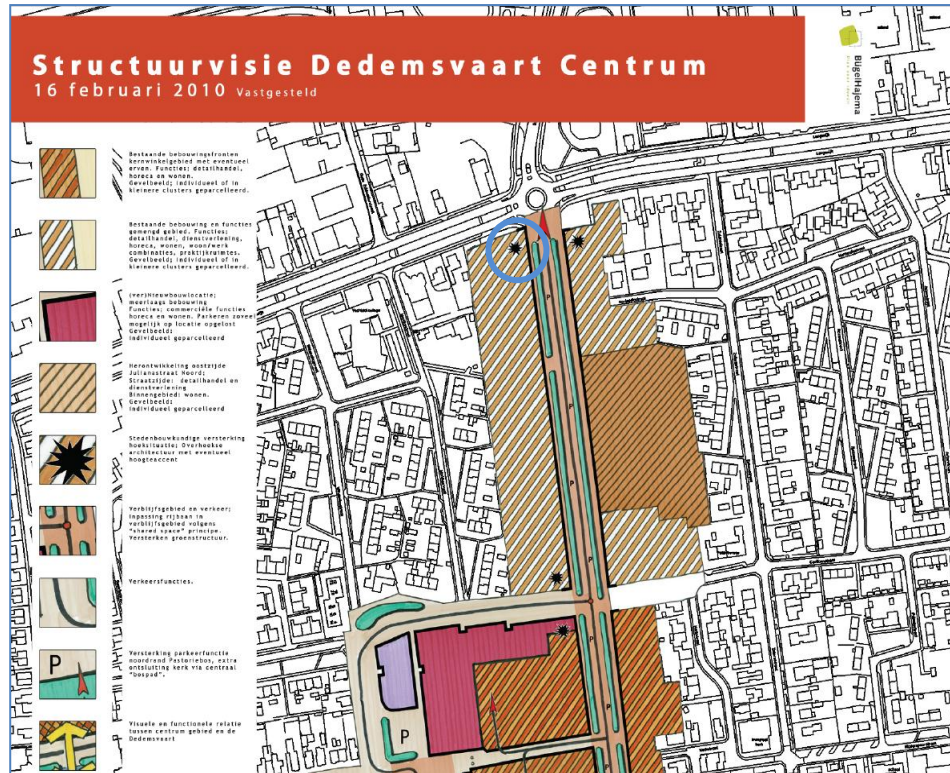 Structuurvisie Dedemsvaart Centrum
16 februari 2010 Vastgesteld
BügelHajema
Bestaande bebouwingsfronten
kernwinkelgebied met eventueel
erven. Functies; detailhandel,
horeca en wonen.
Gevelbeeld; individueel of in
kleinere clusters geparcelleerd.
Bestaande bebouwing en functies
gemengd gebied. Functies;
detailhandel, dienstverlening,
horeca, wonen, woon/werk
combinaties, praktijkruimtes.
Gevelbeeld; individueel of in
kleinere clusters geparcelleerd.
(ver)Nieuwbouwlocatie;
meerlaags bebouwing
Functies; commerciële functies
horeca en wonen. Parkeren zoveel
mogelijk op locatie opgelost
Gevelbeeld:
individueel geparcelleerd
Herontwikkeling oostzijde
Julianastraat Noord;
Straatzijde: detailhandel en
dienstverlening
Binnengebied: wonen.
Gevelbeeld:
individueel geparcelleerd
Stedenbouwkundige versterking
hoeksituatie; Overhoekse
architectuur met eventueel
hoogteaccent
Verblijfsgebied en verkeer;
inpassing rijbaan in
verblijfsgebied volgens
"shared space" principe.
Versterken groenstructuur.
Verkeersfuncties.
P
Versterking parkeerfunctie
noordrand Pastoriebos, extra
ontsluiting kerk via centraal
"bospad".
Visuele en functionele relatie
tussen centrum gebied en de
Dedemsvaart
P
P
P
P
P
P